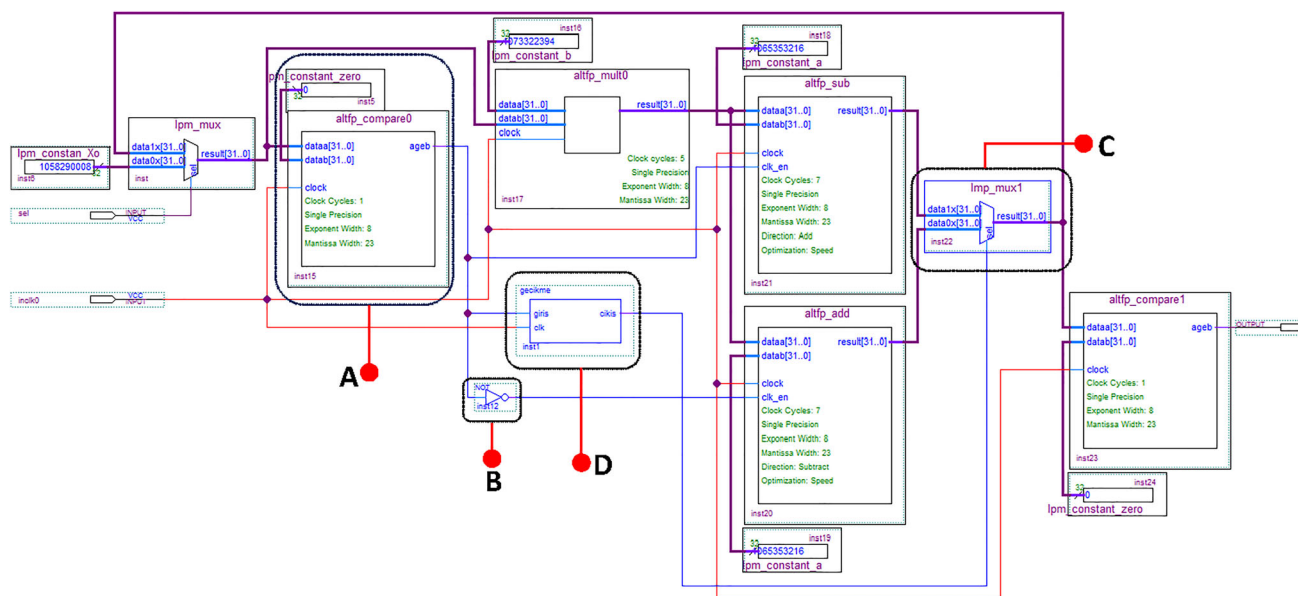 lpm_constan_Xo
1058290008
32
inst6
lpm_mux
data1x[31..0]
data0x[31..0]
result[31..0]
sel
inst
sel
INPUT
VCC
inclk0
VCC
INPUT
pm_constant_zero
0
32
inst5
altfp_compare0
dataa[31..0]
datab[31..0]
ageb
clock
Clock Cycles: 1
Single Precision
Exponent Width: 8
Mantissa Width: 23
inst15
A
inst16
32
1073322394
lpm_constant_b
altfp_mult0
dataa[31..0]
datab[31..0]
clock
result[31..0]
Clock cycles: 5
Single Precision
Exponent Width: 8
Mantissa Width: 23
inst17
gecikme
giris
cikis
clk
inst1
D
NOT
inst12
B
inst18
32
1065353216
lpm_constant_a
altfp_sub
dataa[31..0]
datab[31..0]
result[31..0]
clock
clk_en
Clock Cycles: 7
Single Precision
Exponent Width: 8
Mantissa Width: 23
Direction: Add
Optimization: Speed
inst21
altfp_add
dataa[31..0]
datab[31..0]
result[31..0]
clock
clk_en
Clock Cycles: 7
Single Precision
Exponent Width: 8
Mantissa Width: 23
Direction: Subtract
Optimization: Speed
inst20
inst19
32
1065353216
lpm_constant_a
C
lmp_mux1
data1x[31..0]
data0x[31..0]
result[31..0]
sel
inst22
altfp_compare1
dataa[31..0]
datab[31..0]
ageb
clock
Clock Cycles: 1
Single Precision
Exponent Width: 8
Mantissa Width: 23
inst23
OUTPUT
32
inst24
0
lpm_constant_zero